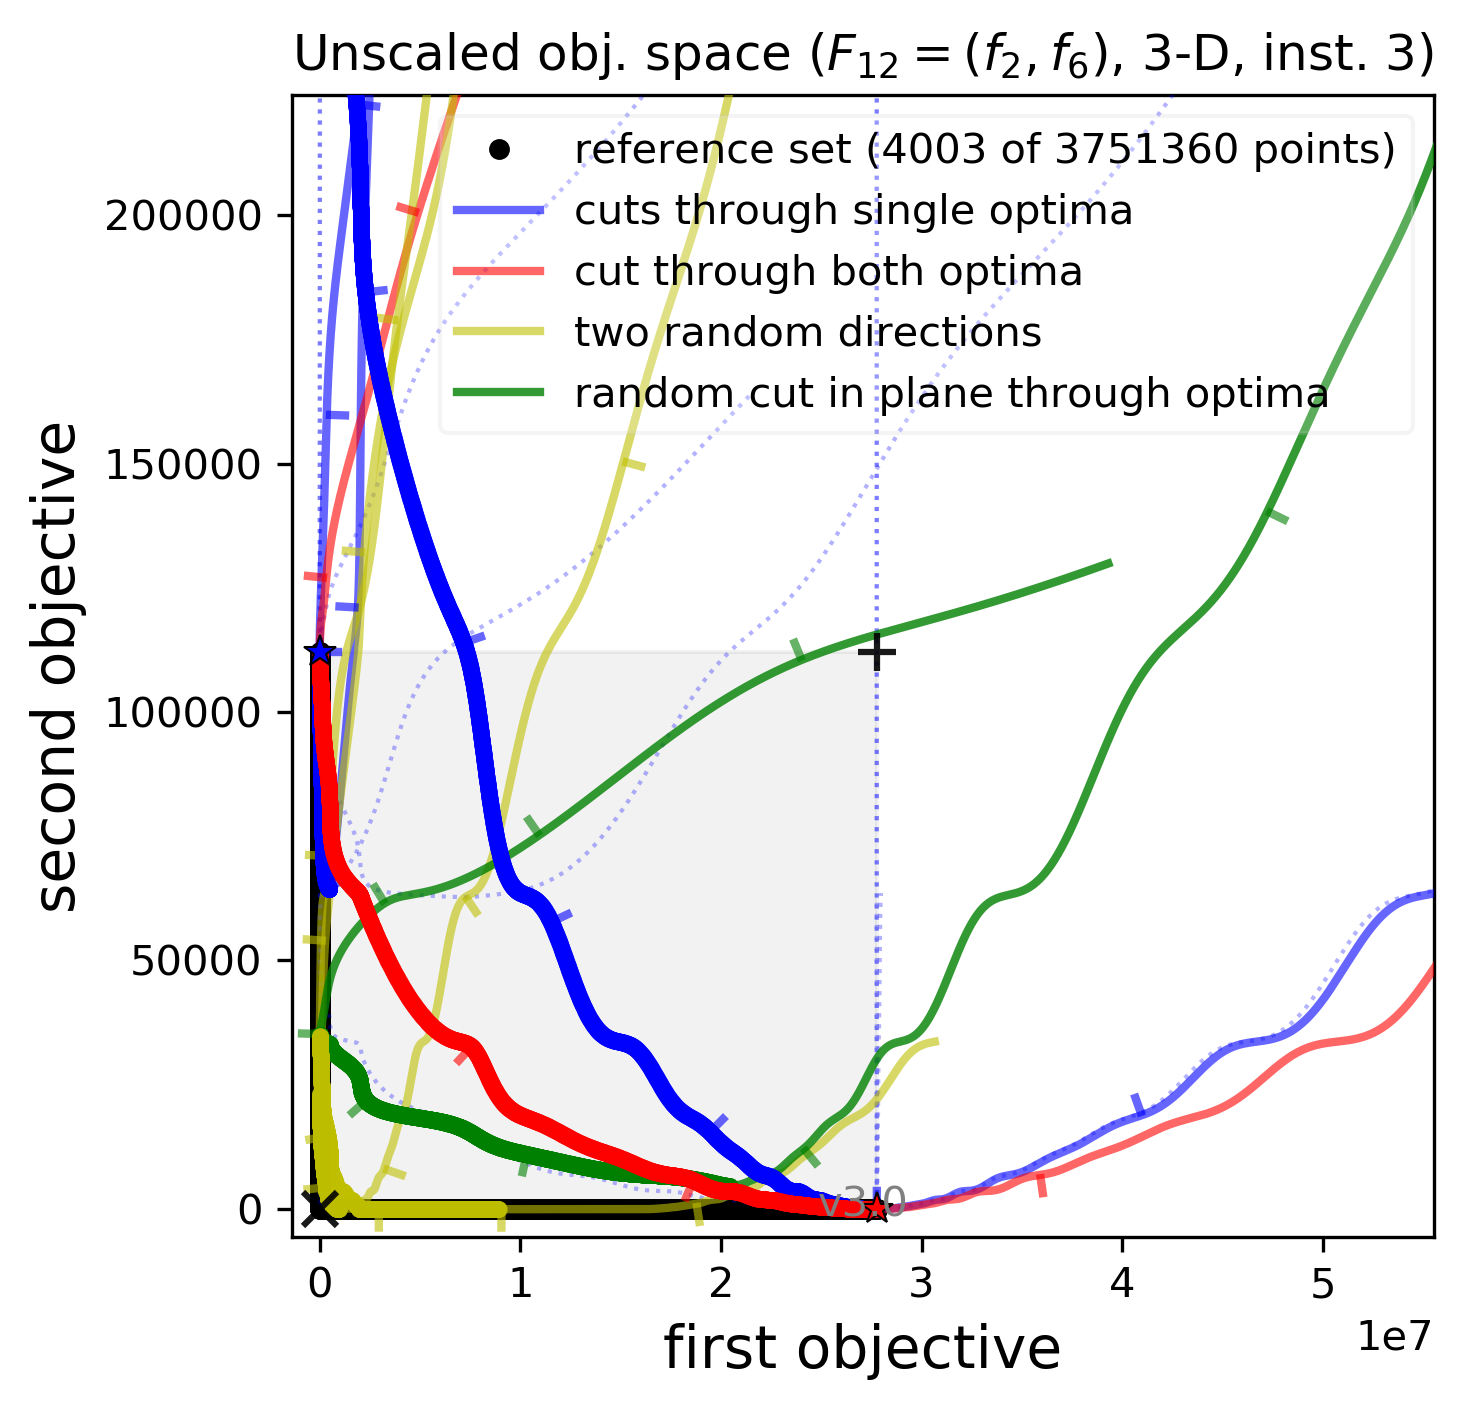 Unscaled obj. space (F₁₂ = (f₂, f₆), 3-D, inst. 3)
reference set (4003 of 3751360 points)
cuts through single optima
cut through both optima
two random directions
random cut in plane through optima
second objective
200000
150000
100000
50000
0
v3.0
0 1 2 3 4 5
1e7
first objective